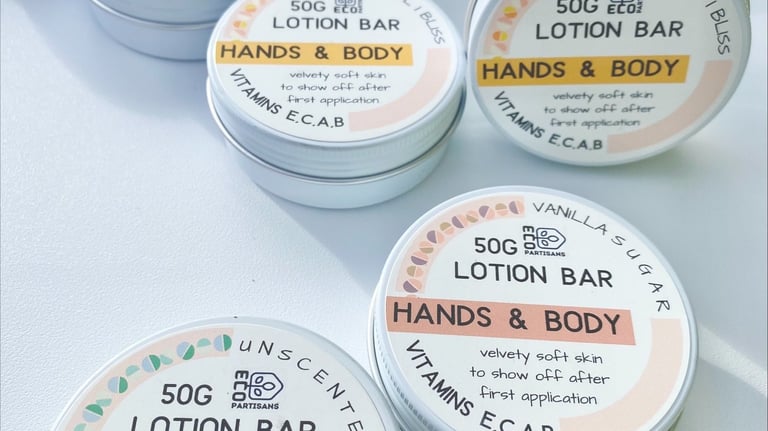 50G
ECO
LOTION BAR
HANDS & BODY
velvety soft skin
to show off after
first application
VITAMINS E,C,A,B
BLISS
50G
ECO
LOTION BAR
HANDS & BODY
velvety soft skin
to show off after
first application
VITAMINS E,C,A,B
BLISS
VANILLA SUGAR
50G
ECO
PARTISANS
LOTION BAR
HANDS & BODY
velvety soft skin
to show off after
first application
VITAMINS E,C,A,B
UNSCENTE
50G
ECO
PARTISANS
LOTION BAR